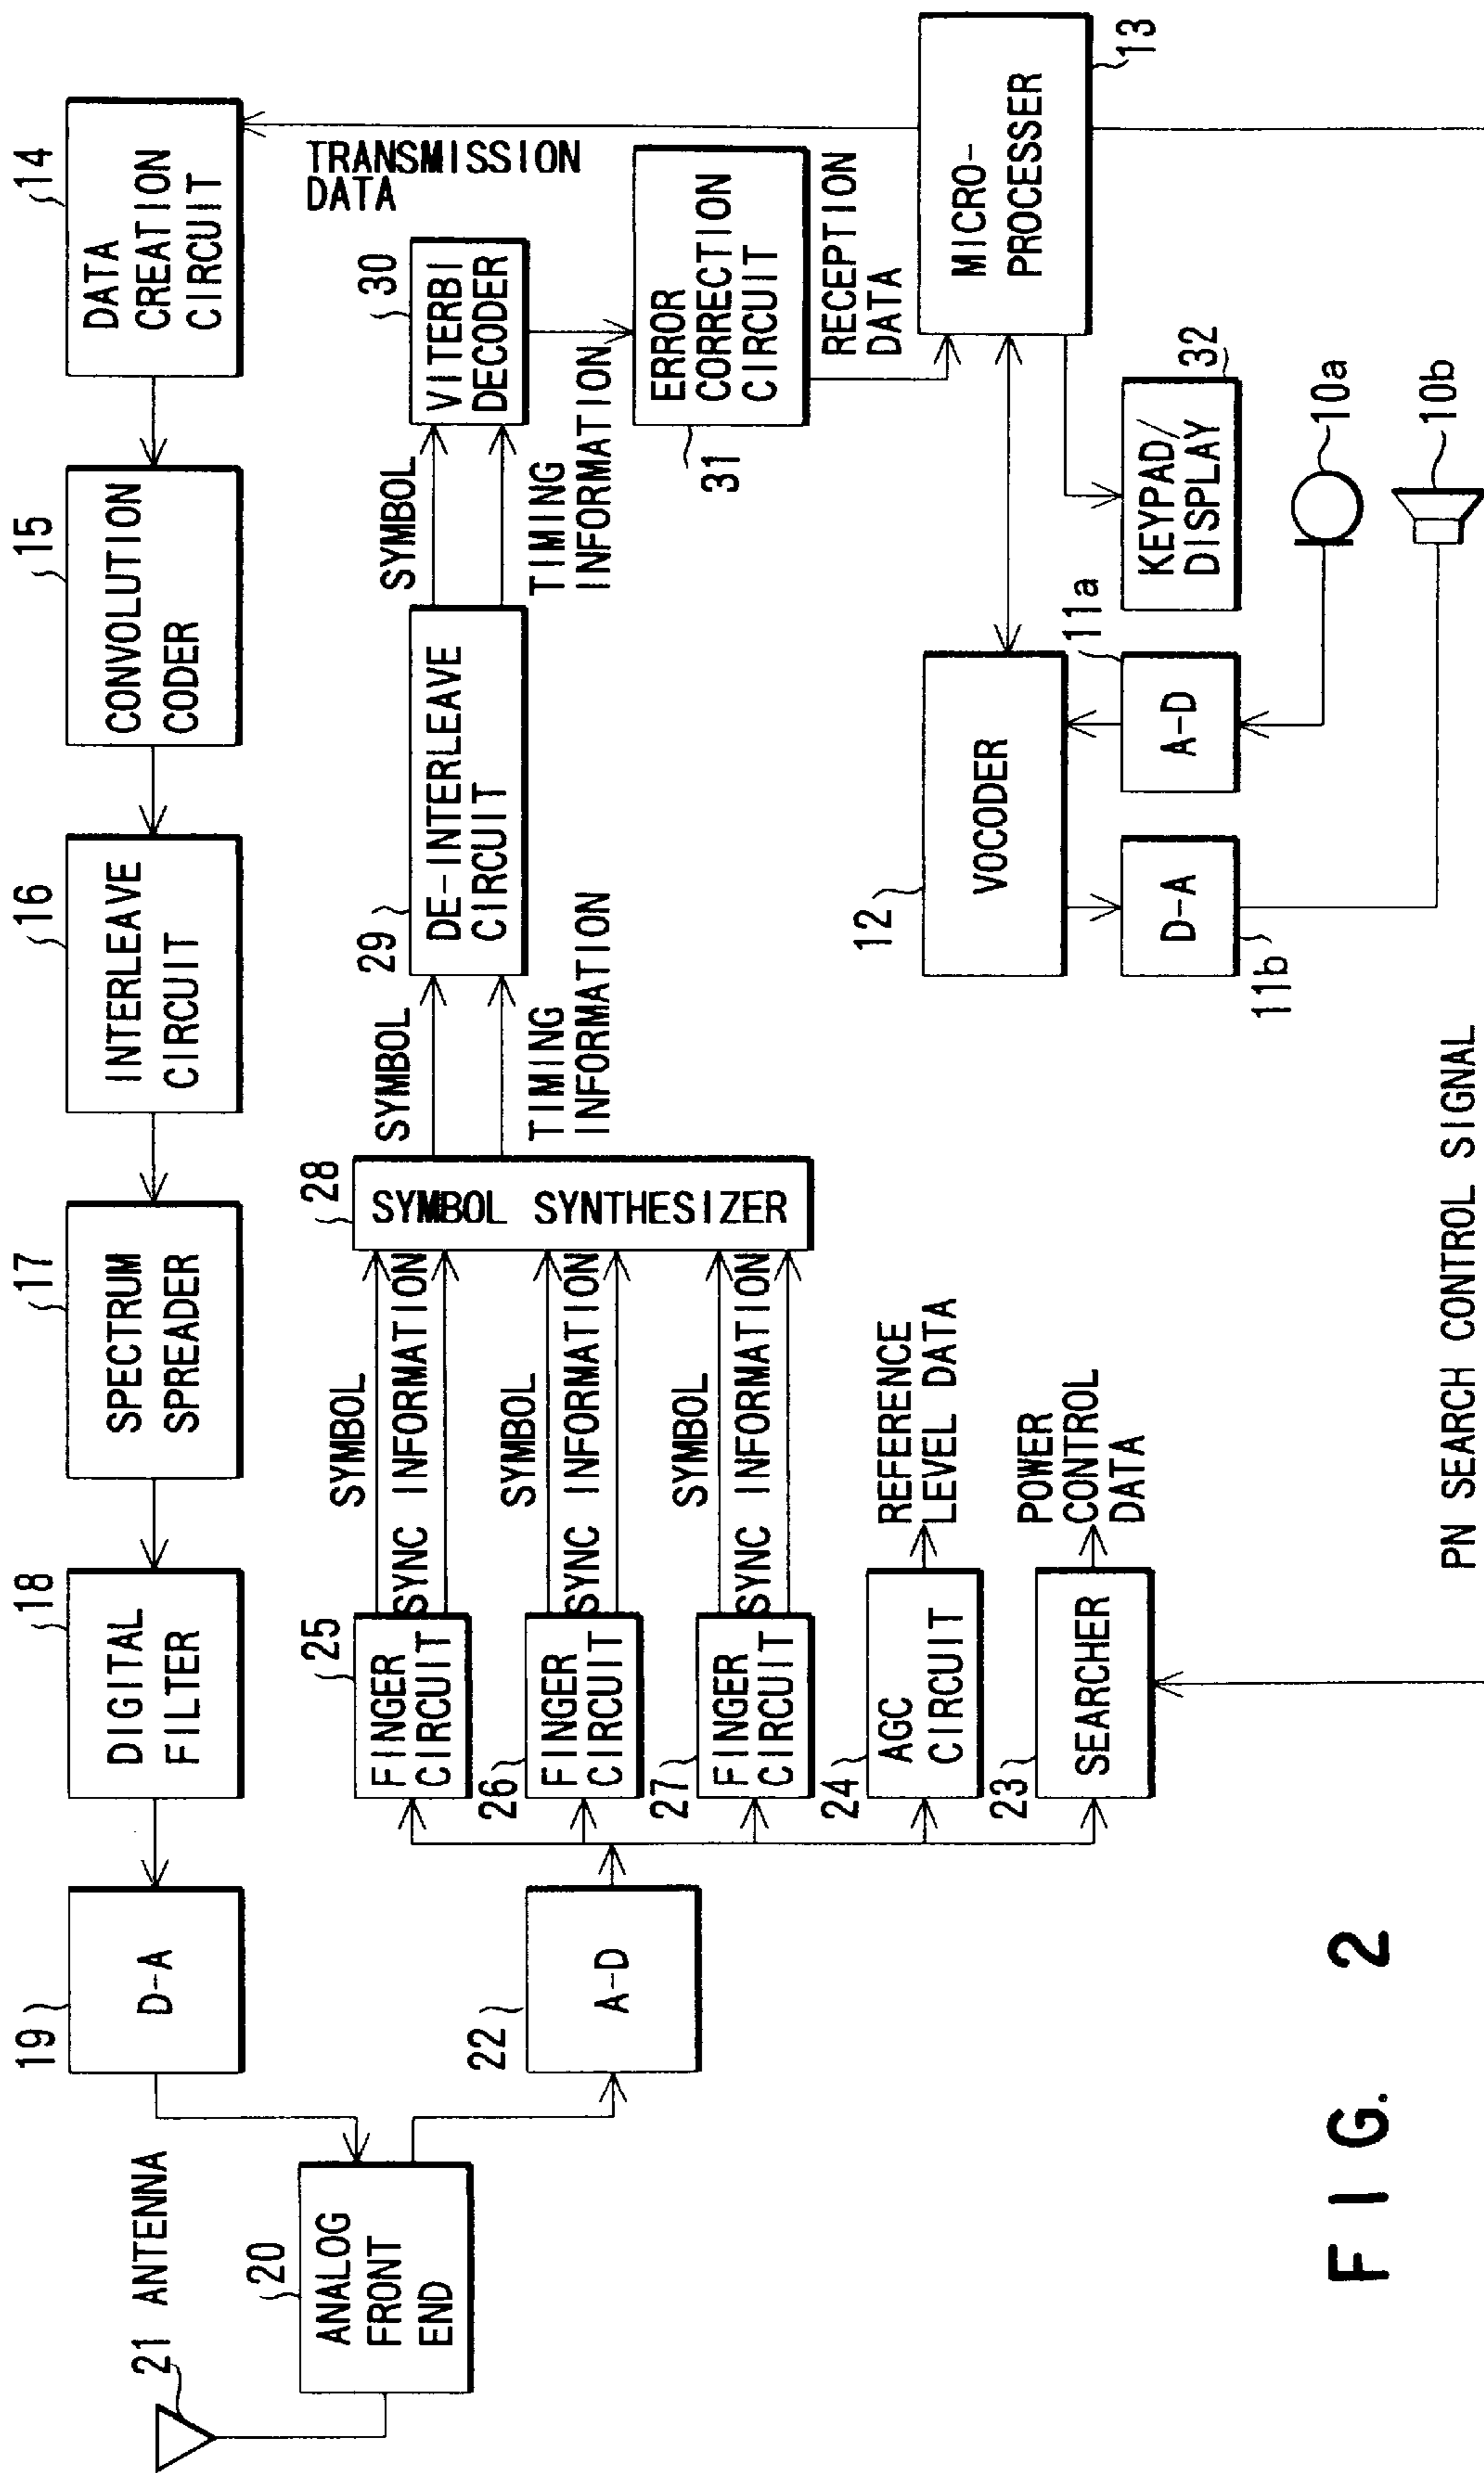 21 ANTENNA
20
ANALOG
FRONT
END
19
D-A
18
DIGITAL
FILTER
17
SPECTRUM
SPREADER
16
INTERLEAVE
CIRCUIT
15
CONVOLUTION
CODER
14
DATA
CREATION
CIRCUIT
TRANSMISSION
DATA
22
A-D
25
FINGER
CIRCUIT
SYMBOL
SYNC INFORMATION
26
FINGER
CIRCUIT
SYMBOL
SYNC INFORMATION
27
FINGER
CIRCUIT
SYMBOL
SYNC INFORMATION
24
AGC
CIRCUIT
REFERENCE
LEVEL DATA
23
SEARCHER
POWER
CONTROL
DATA
28
SYMBOL SYNTHESIZER
SYMBOL
TIMING
INFORMATION
29
DE-INTERLEAVE
CIRCUIT
SYMBOL
TIMING
INFORMATION
30
VITERBI
DECODER
31
ERROR
CORRECTION
CIRCUIT
RECEPTION
DATA
MICRO-
PROCESSER
13
12
VOCODER
11a
A-D
D-A
11b
KEYPAD/
DISPLAY
32
10a
10b
PN SEARCH CONTROL SIGNAL
FIG. 2